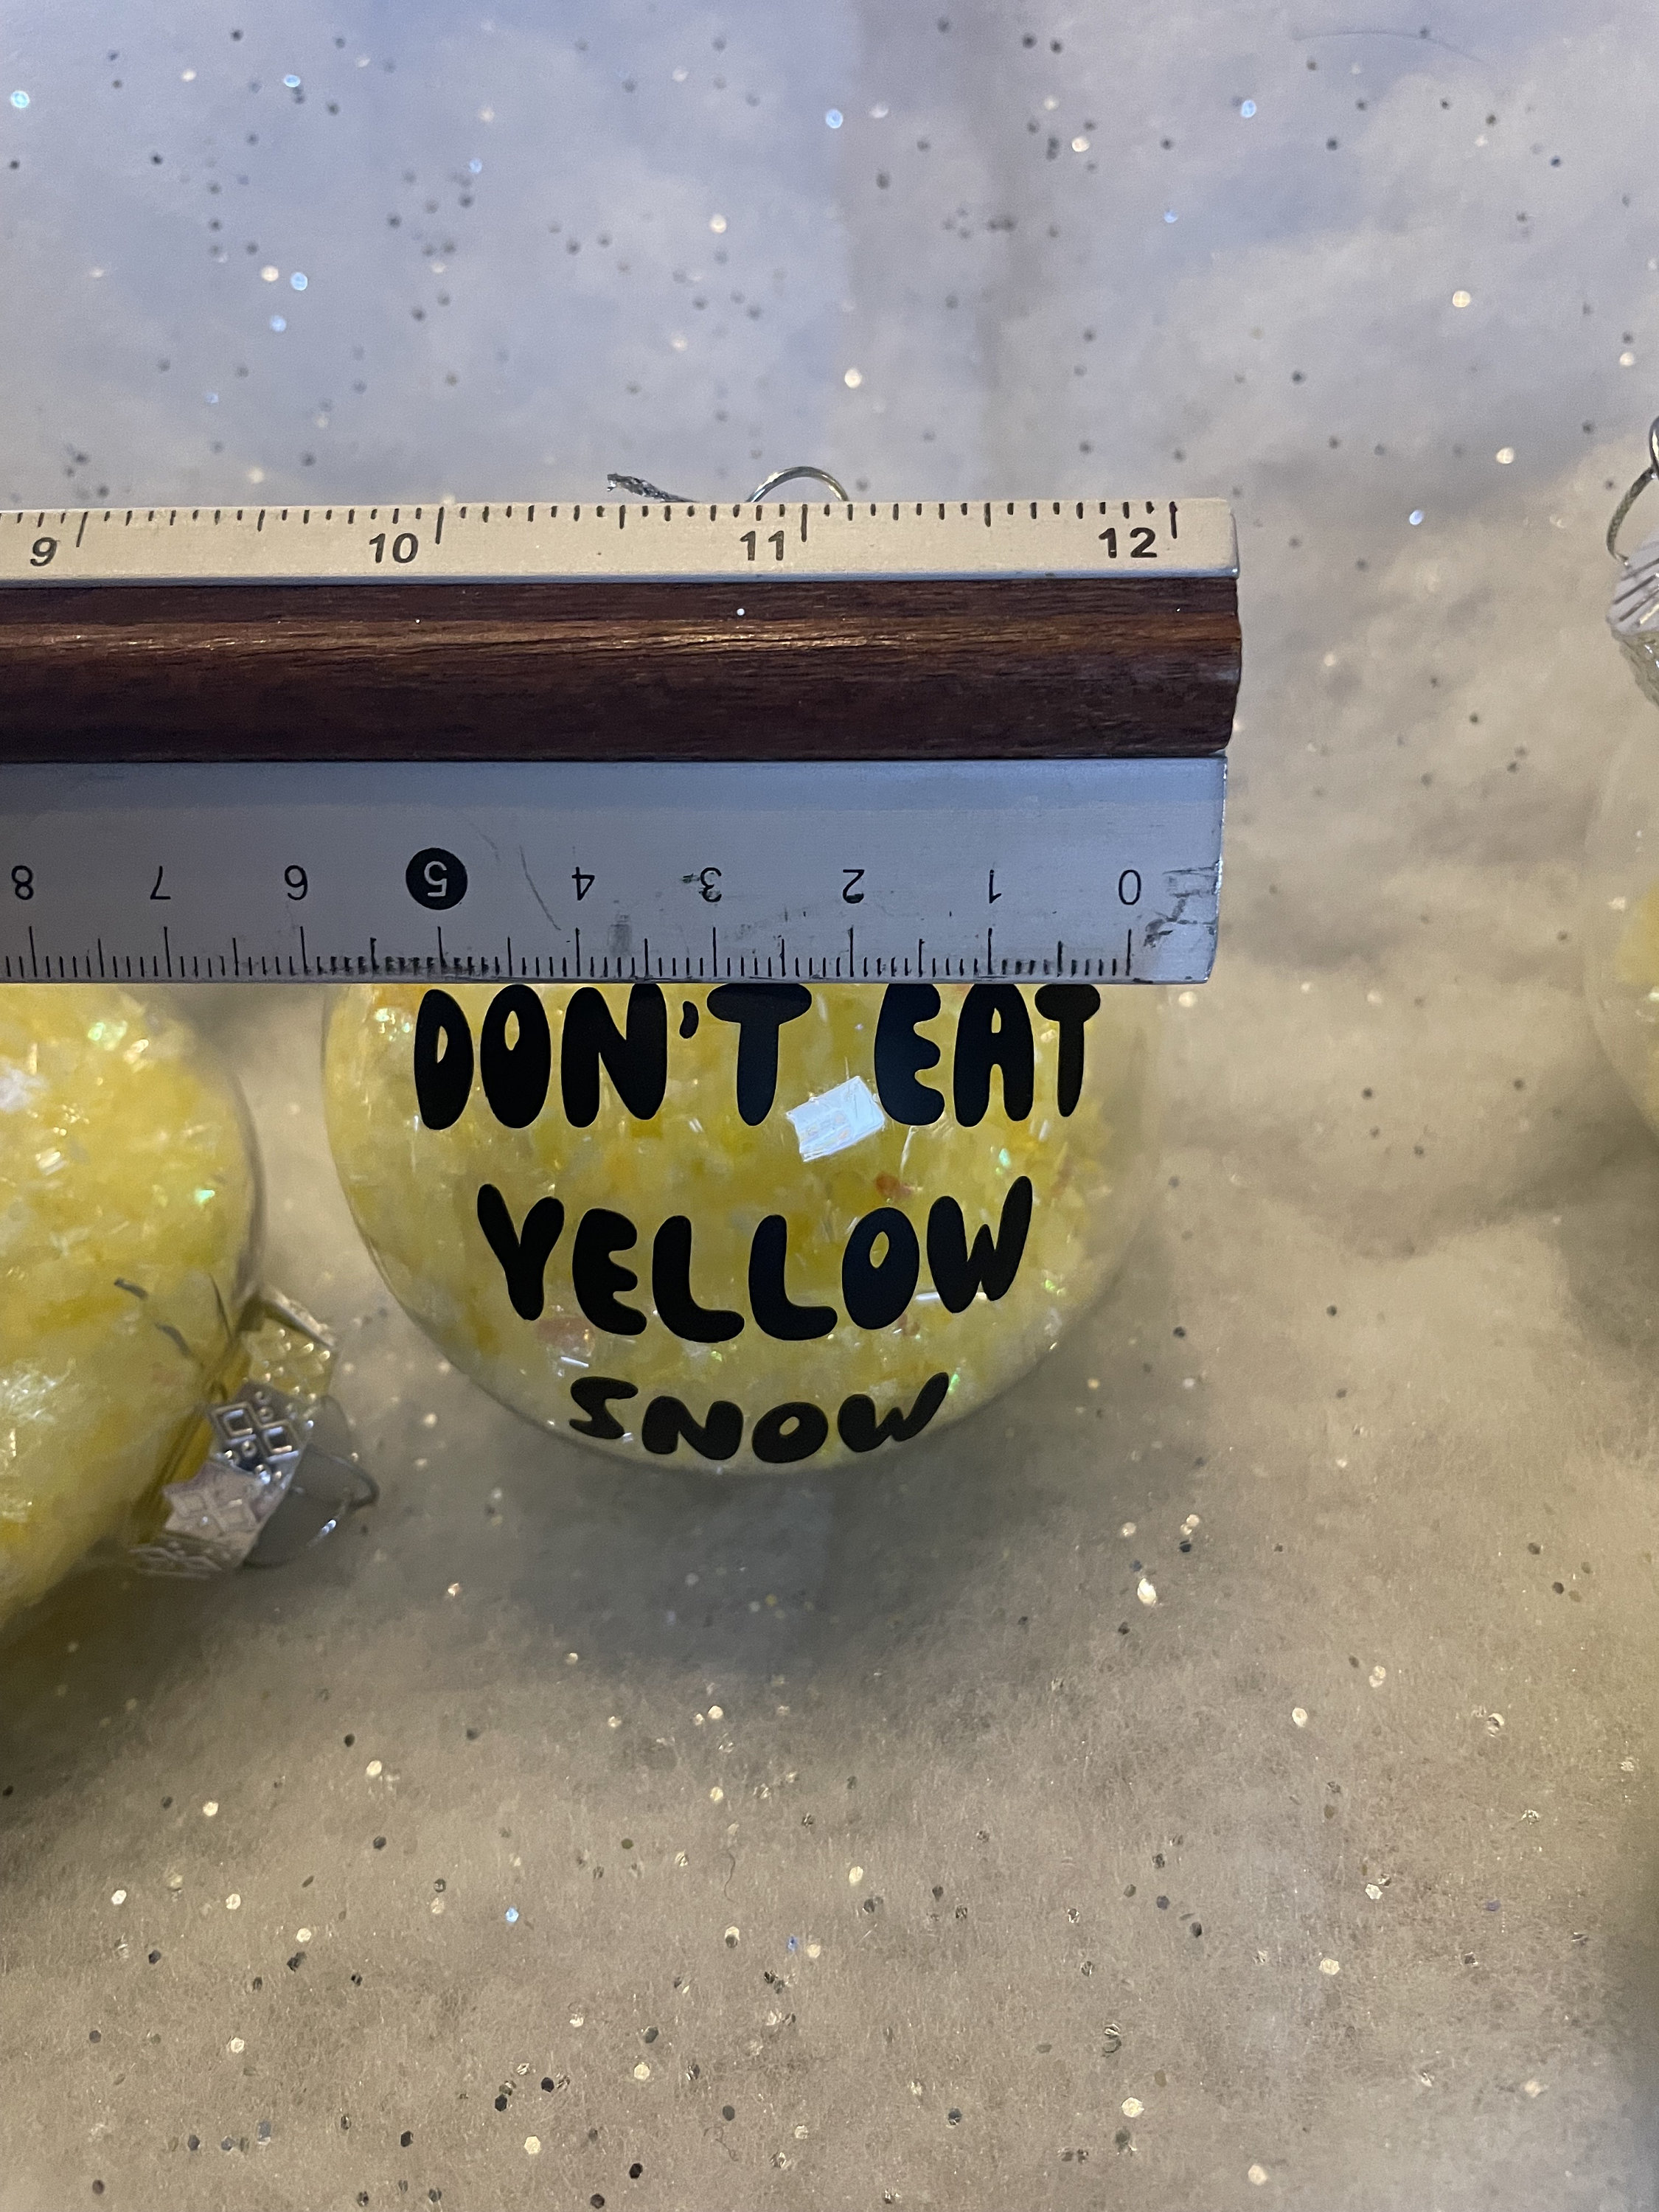 9 10 11 12
8 7 6 5 4 3 2 1 0
DON'T EAT
YELLOW
SNOW